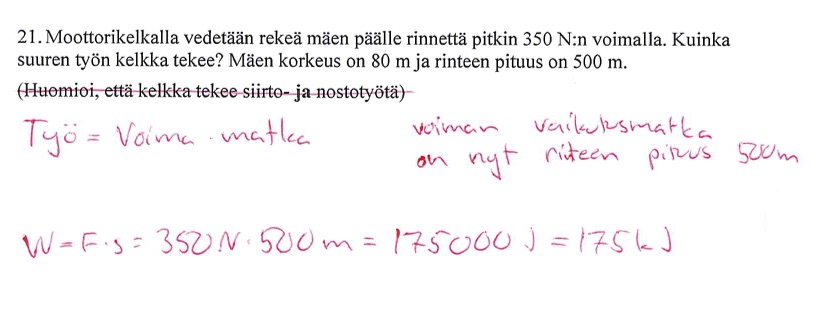 21. Moottorikelkalla vedetään rekeä mäen päälle rinnettä pitkin 350 N:n voimalla. Kuinka
suuren työn kelkka tekee? Mäen korkeus on 80 m ja rinteen pituus on 500 m.
(Huomioi, että kelkka tekee siirto- ja nostotyötä)
Työ = Voima · matka
voiman vaikutusmatka
on nyt rinteen pituus 500m
W = F · s = 350 N · 500 m = 175000 J = 175 kJ